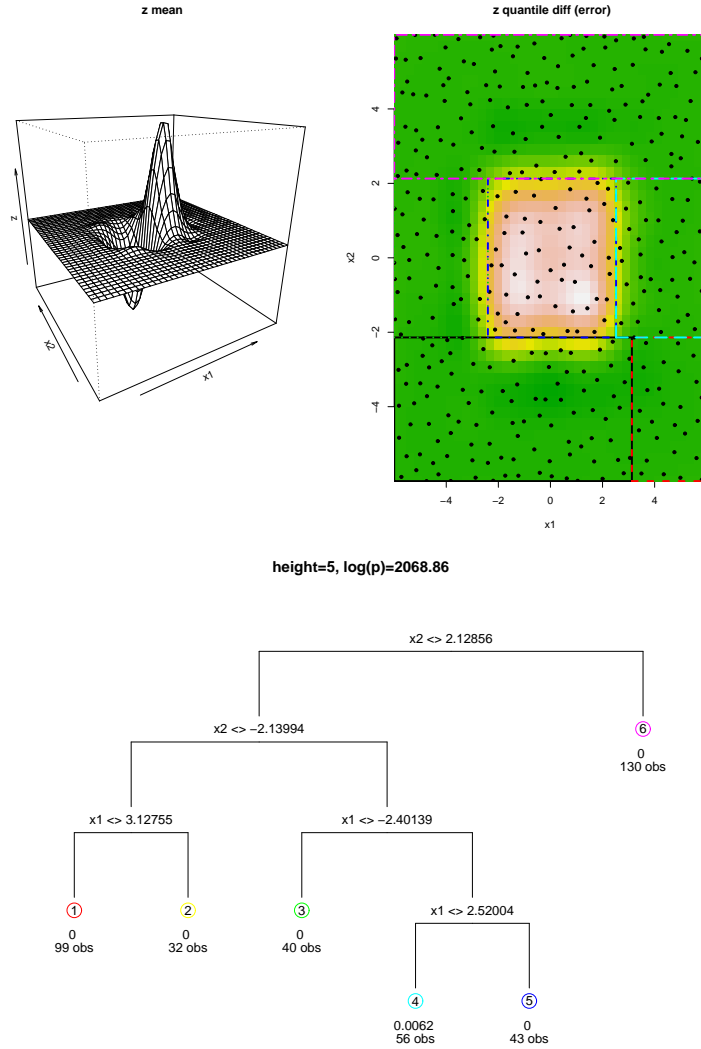 z mean
z
x2
x1
z quantile diff (error)
x2
4
2
0
−2
−4
−4
−2
0
2
4
x1
height=5, log(p)=2068.86
x2 <> 2.12856
x2 <> −2.13994
6
0
130 obs
x1 <> 3.12755
x1 <> −2.40139
1
0
99 obs
2
0
32 obs
3
0
40 obs
x1 <> 2.52004
4
0.0062
56 obs
5
0
43 obs